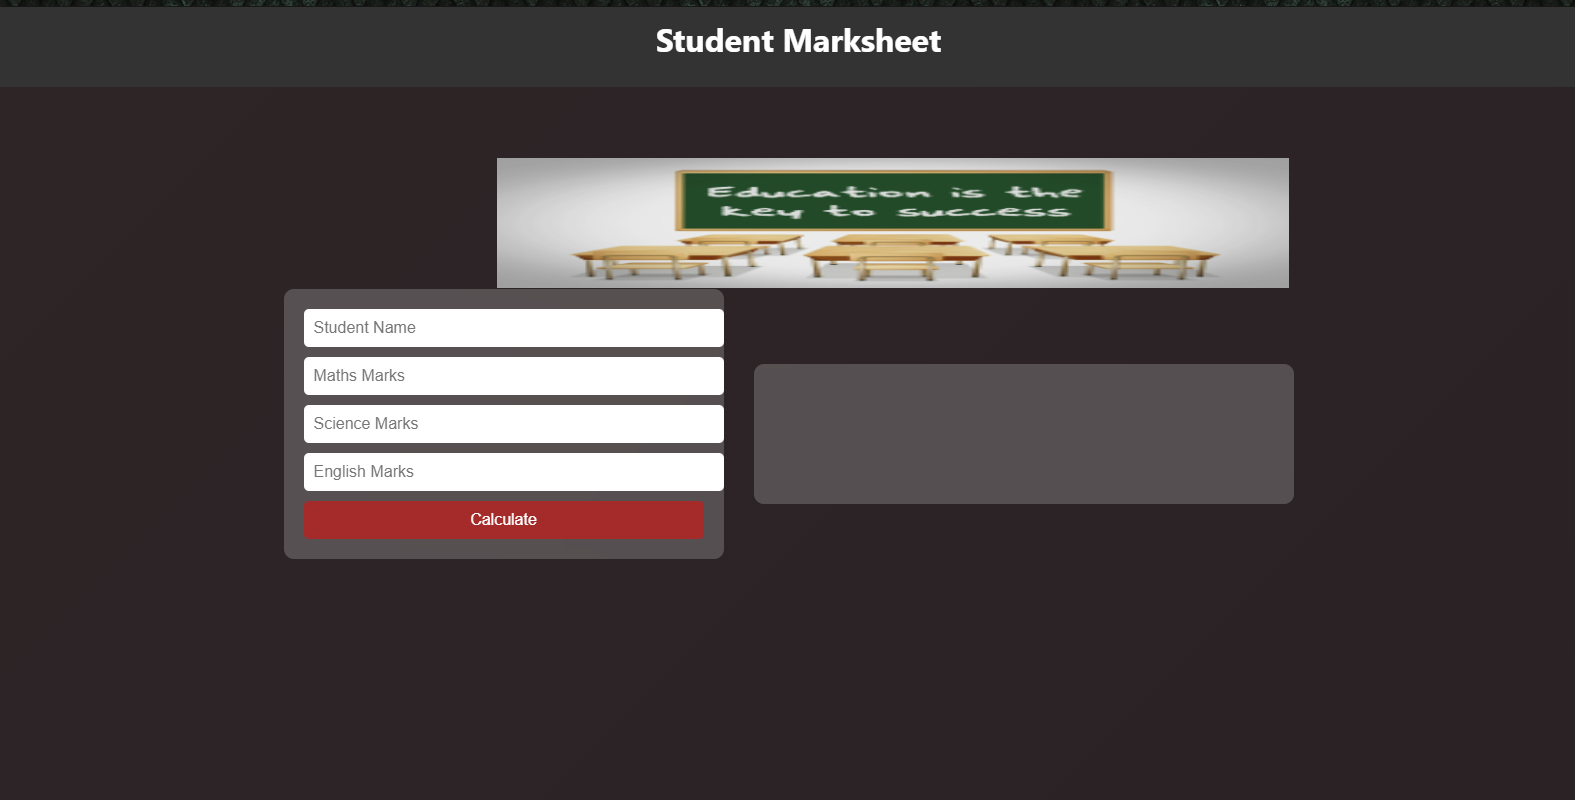 Student Marksheet
Education is the
key to success
Student Name
Maths Marks
Science Marks
English Marks
Calculate